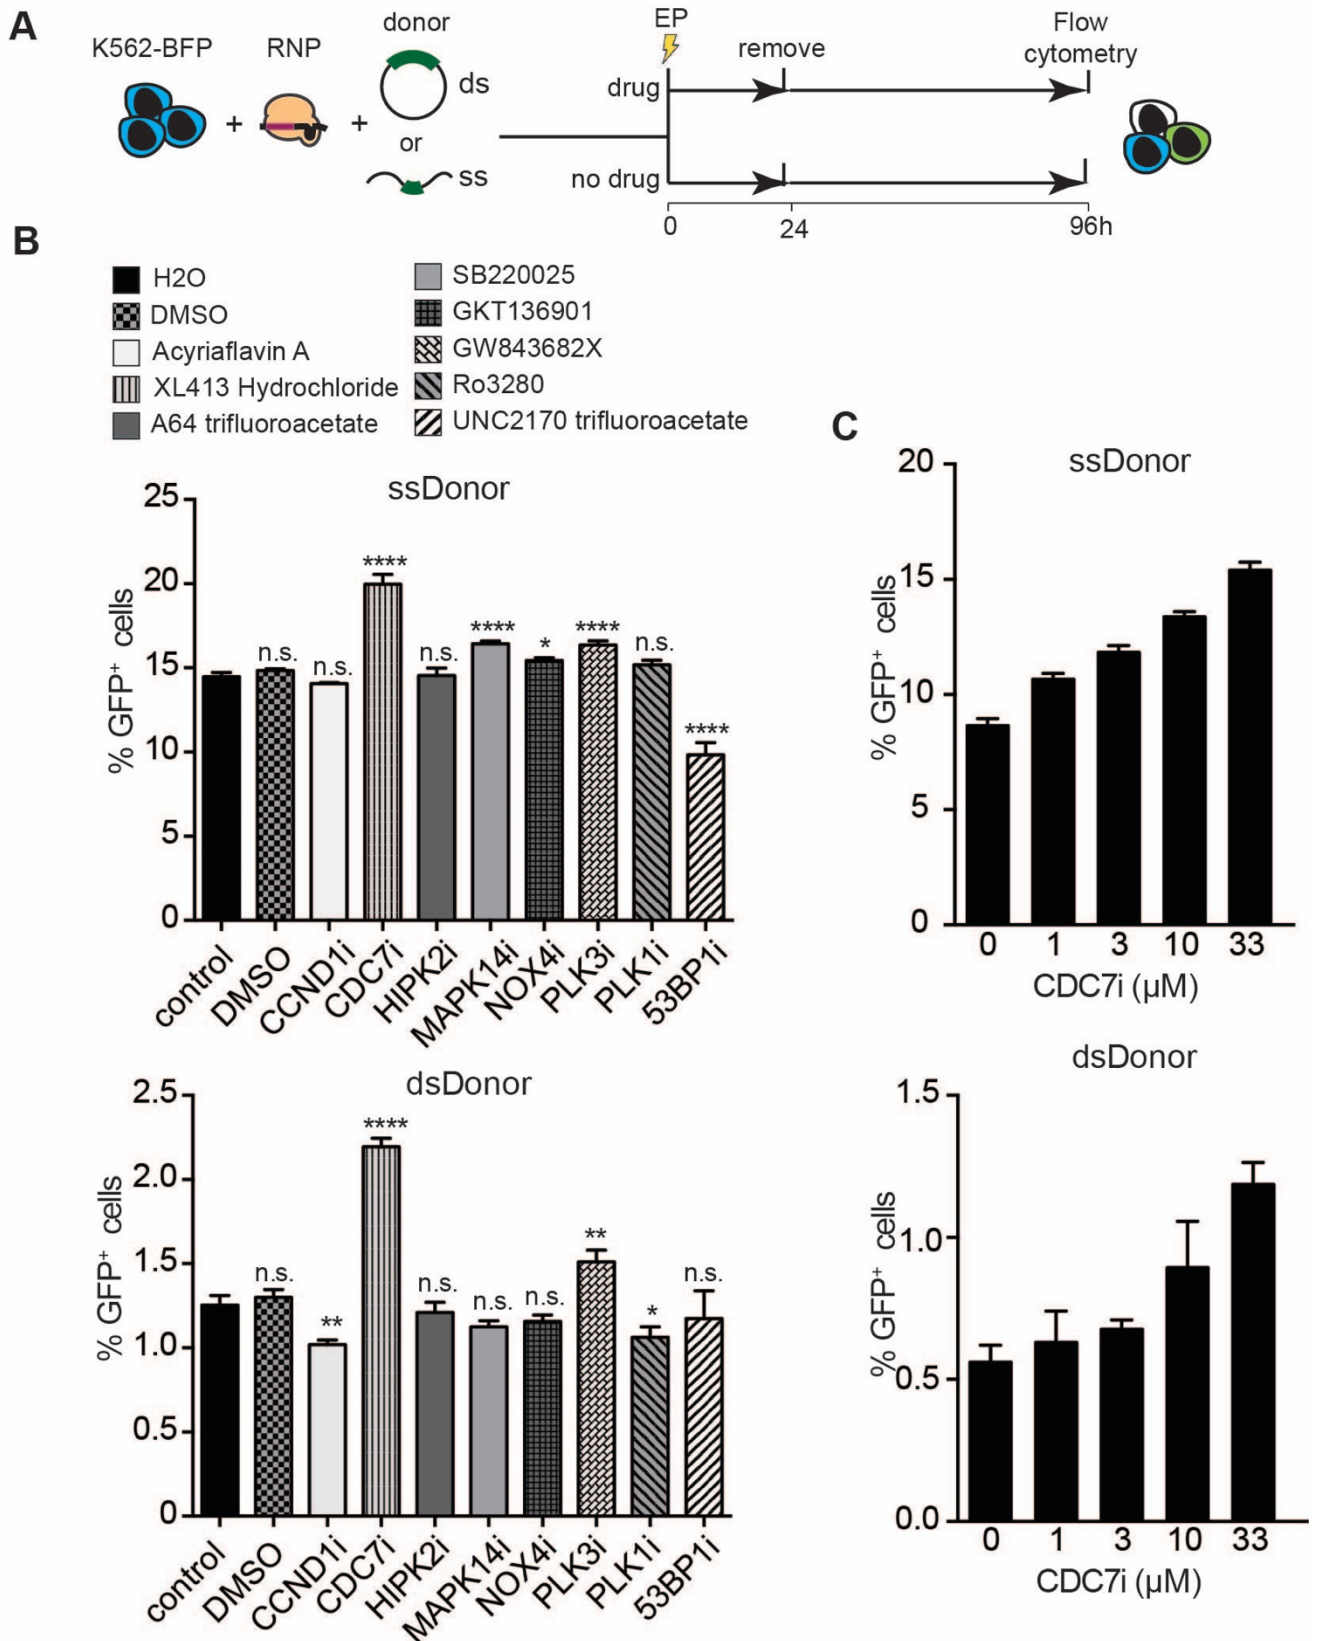 A
K562-BFP
RNP
donor
ds
or
ss
+
+
EP
drug
remove
Flow
cytometry
no drug
0
24
96h
B
H2O
DMSO
Acyriaflavin A
XL413 Hydrochloride
A64 trifluoroacetate
SB220025
GKT136901
GW843682X
Ro3280
UNC2170 trifluoroacetate
ssDonor
% GFP+ cells
25
20
15
10
5
0
n.s.
n.s.
****
n.s.
****
*
****
n.s.
****
control
DMSO
CCND1i
CDC7i
HIPK2i
MAPK14i
NOX4i
PLK3i
PLK1i
53BP1i
dsDonor
% GFP+ cells
2.5
2.0
1.5
1.0
0.5
0
n.s.
**
****
n.s.
n.s.
n.s.
**
*
n.s.
control
DMSO
CCND1i
CDC7i
HIPK2i
MAPK14i
NOX4i
PLK3i
PLK1i
53BP1i
C
ssDonor
% GFP+ cells
20
15
10
5
0
0 1 3 10 33
CDC7i (µM)
dsDonor
% GFP+ cells
1.5
1.0
0.5
0.0
0 1 3 10 33
CDC7i (µM)